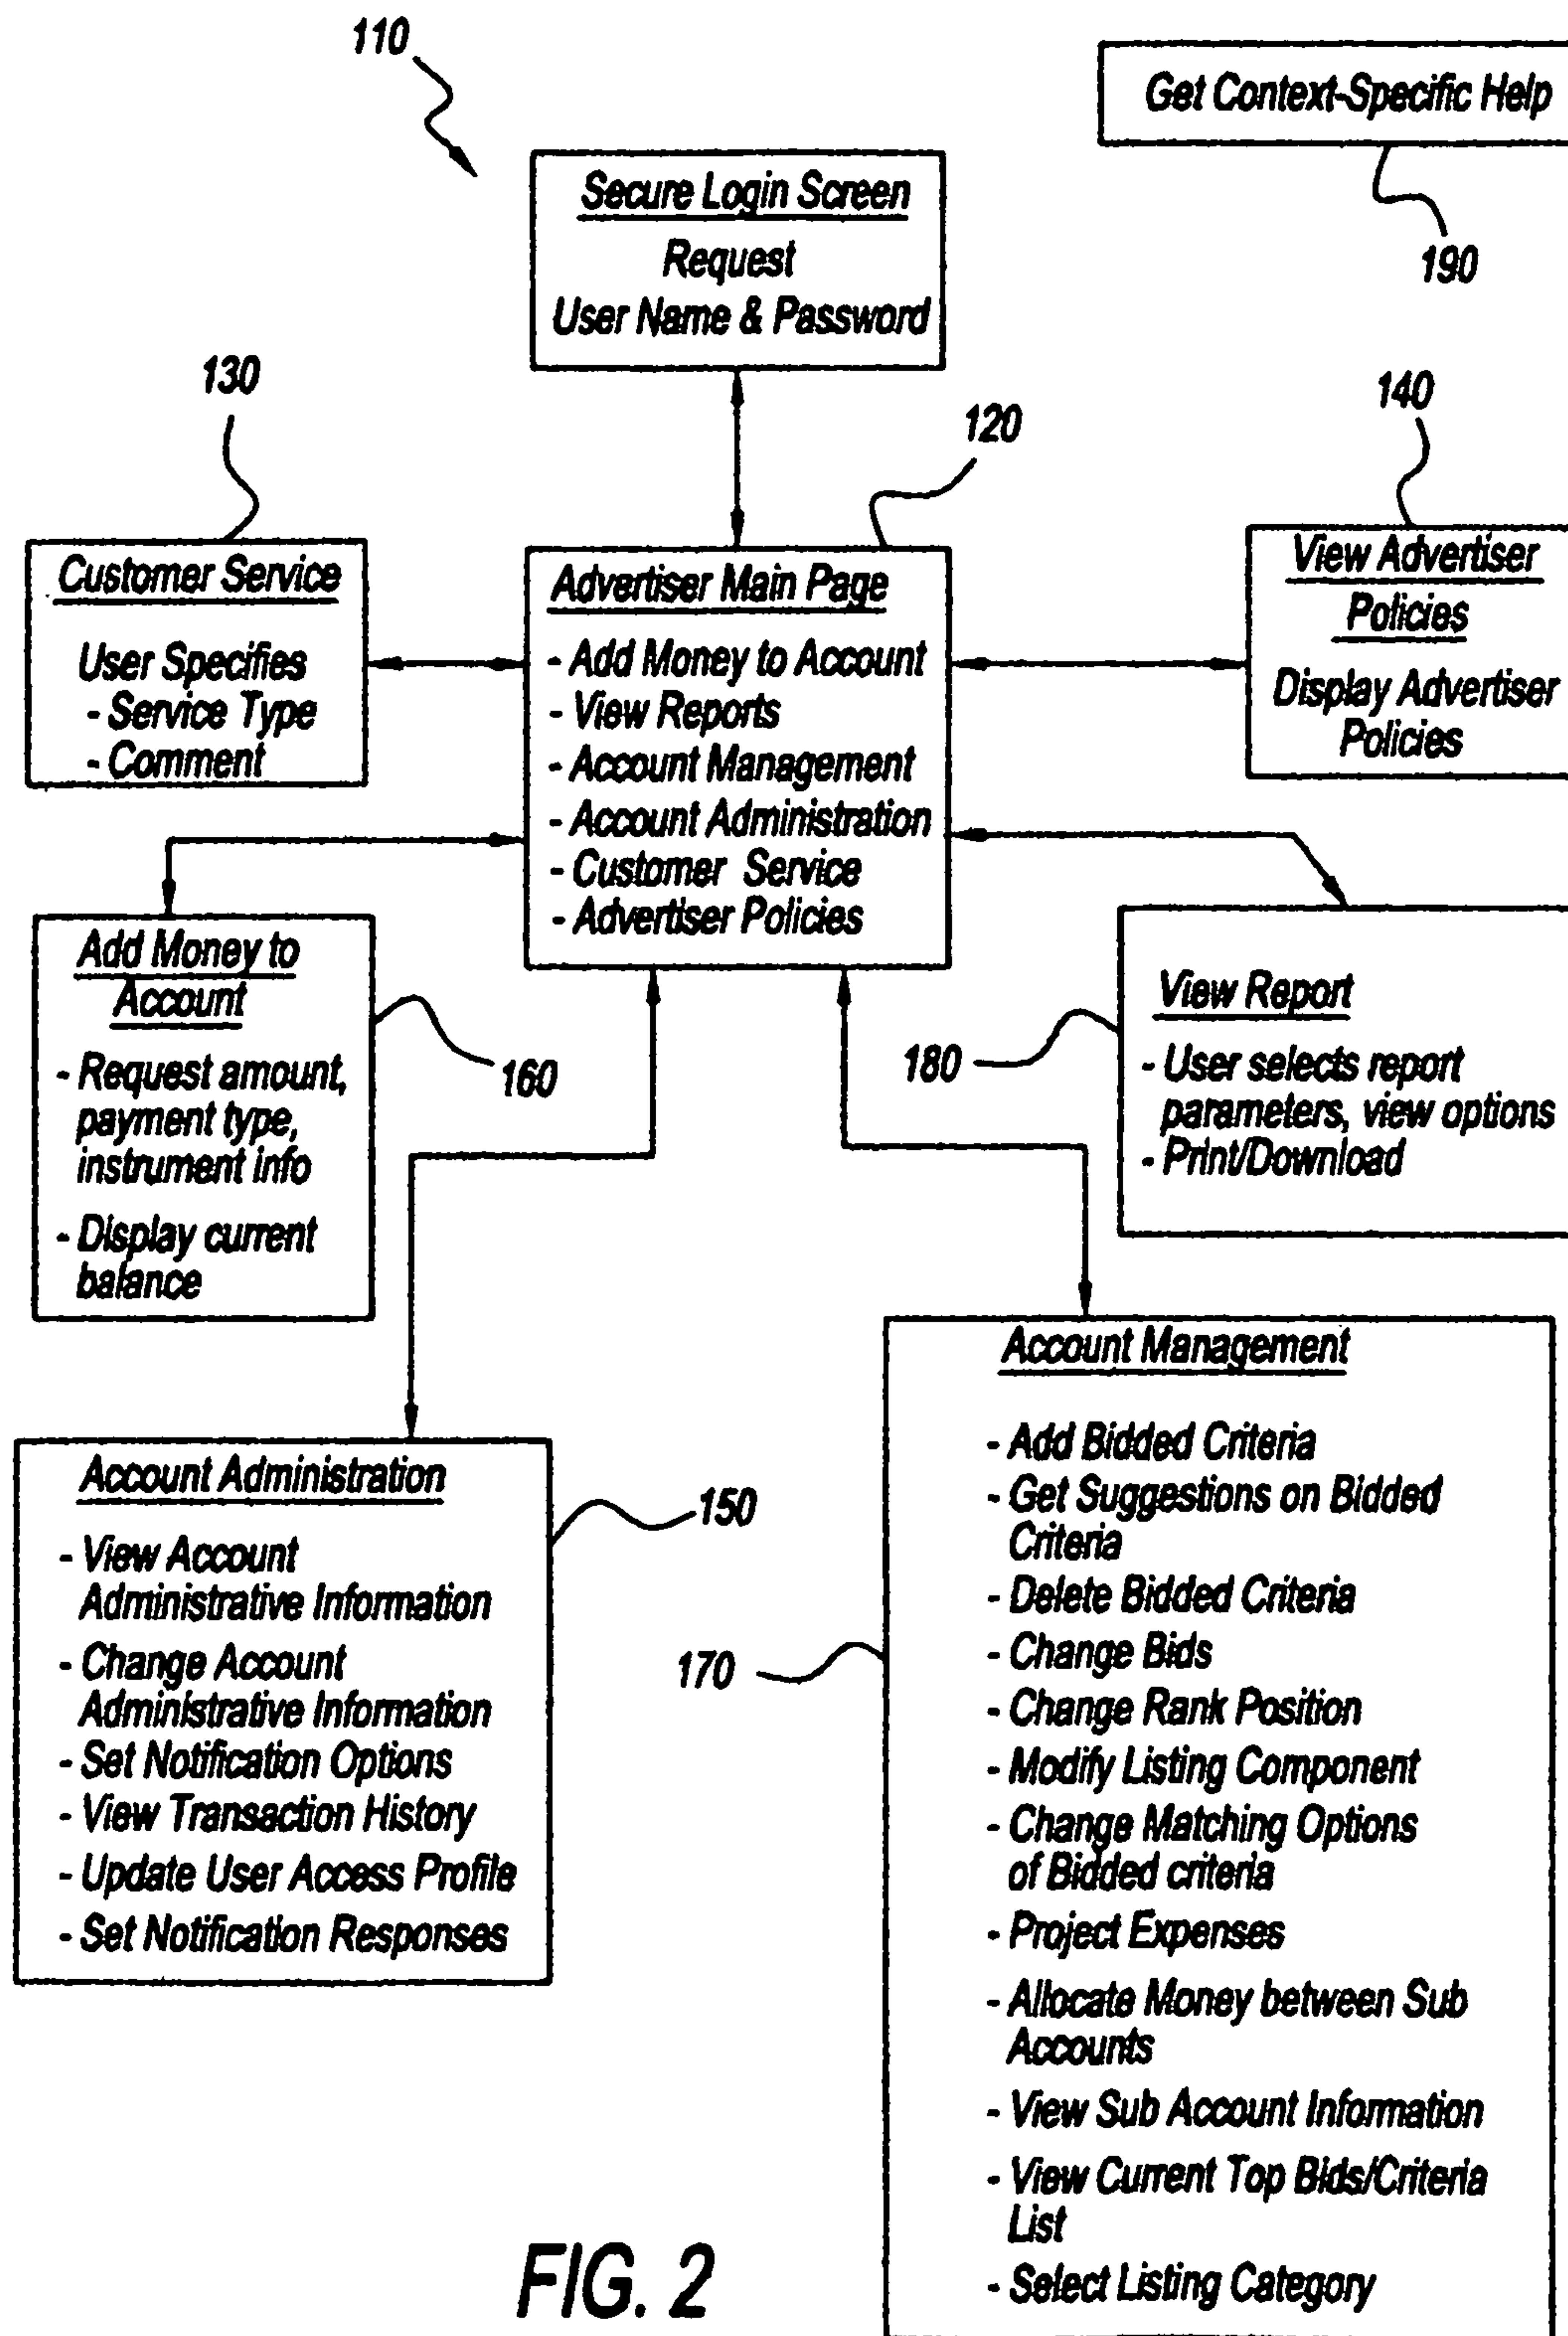 110
Get Context-Specific Help
190
Secure Login Screen
Request
User Name & Password
130
120
140
Customer Service
User Specifies
- Service Type
- Comment
Advertiser Main Page
- Add Money to Account
- View Reports
- Account Management
- Account Administration
- Customer Service
- Advertiser Policies
View Advertiser
Policies
Display Advertiser
Policies
Add Money to
Account
- Request amount,
payment type,
instrument info
- Display current
balance
160
180
View Report
- User selects report
parameters, view options
- Print/Download
Account Administration
- View Account
Administrative Information
- Change Account
Administrative Information
- Set Notification Options
- View Transaction History
- Update User Access Profile
- Set Notification Responses
150
170
Account Management
- Add Bidded Criteria
- Get Suggestions on Bidded
Criteria
- Delete Bidded Criteria
- Change Bids
- Change Rank Position
- Modify Listing Component
- Change Matching Options
of Bidded criteria
- Project Expenses
- Allocate Money between Sub
Accounts
- View Sub Account Information
- View Current Top Bids/Criteria
List
- Select Listing Category
FIG. 2